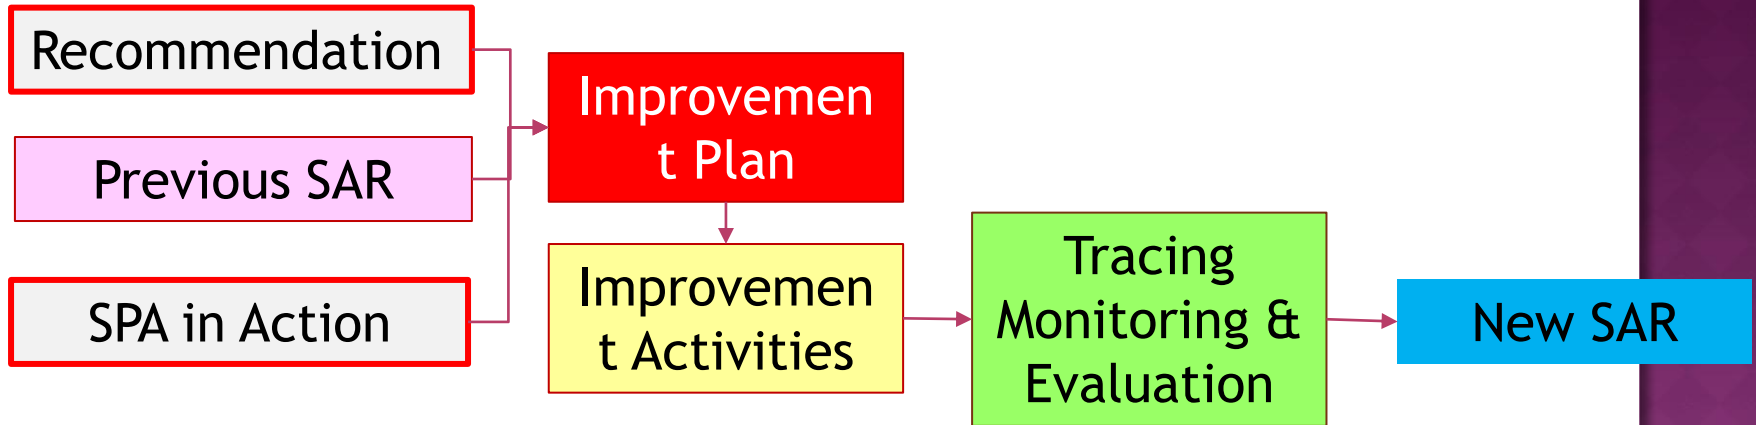 Recommendation
Previous SAR
SPA in Action
Improvemen
t Plan
Improvemen
t Activities
Tracing
Monitoring &
Evaluation
New SAR